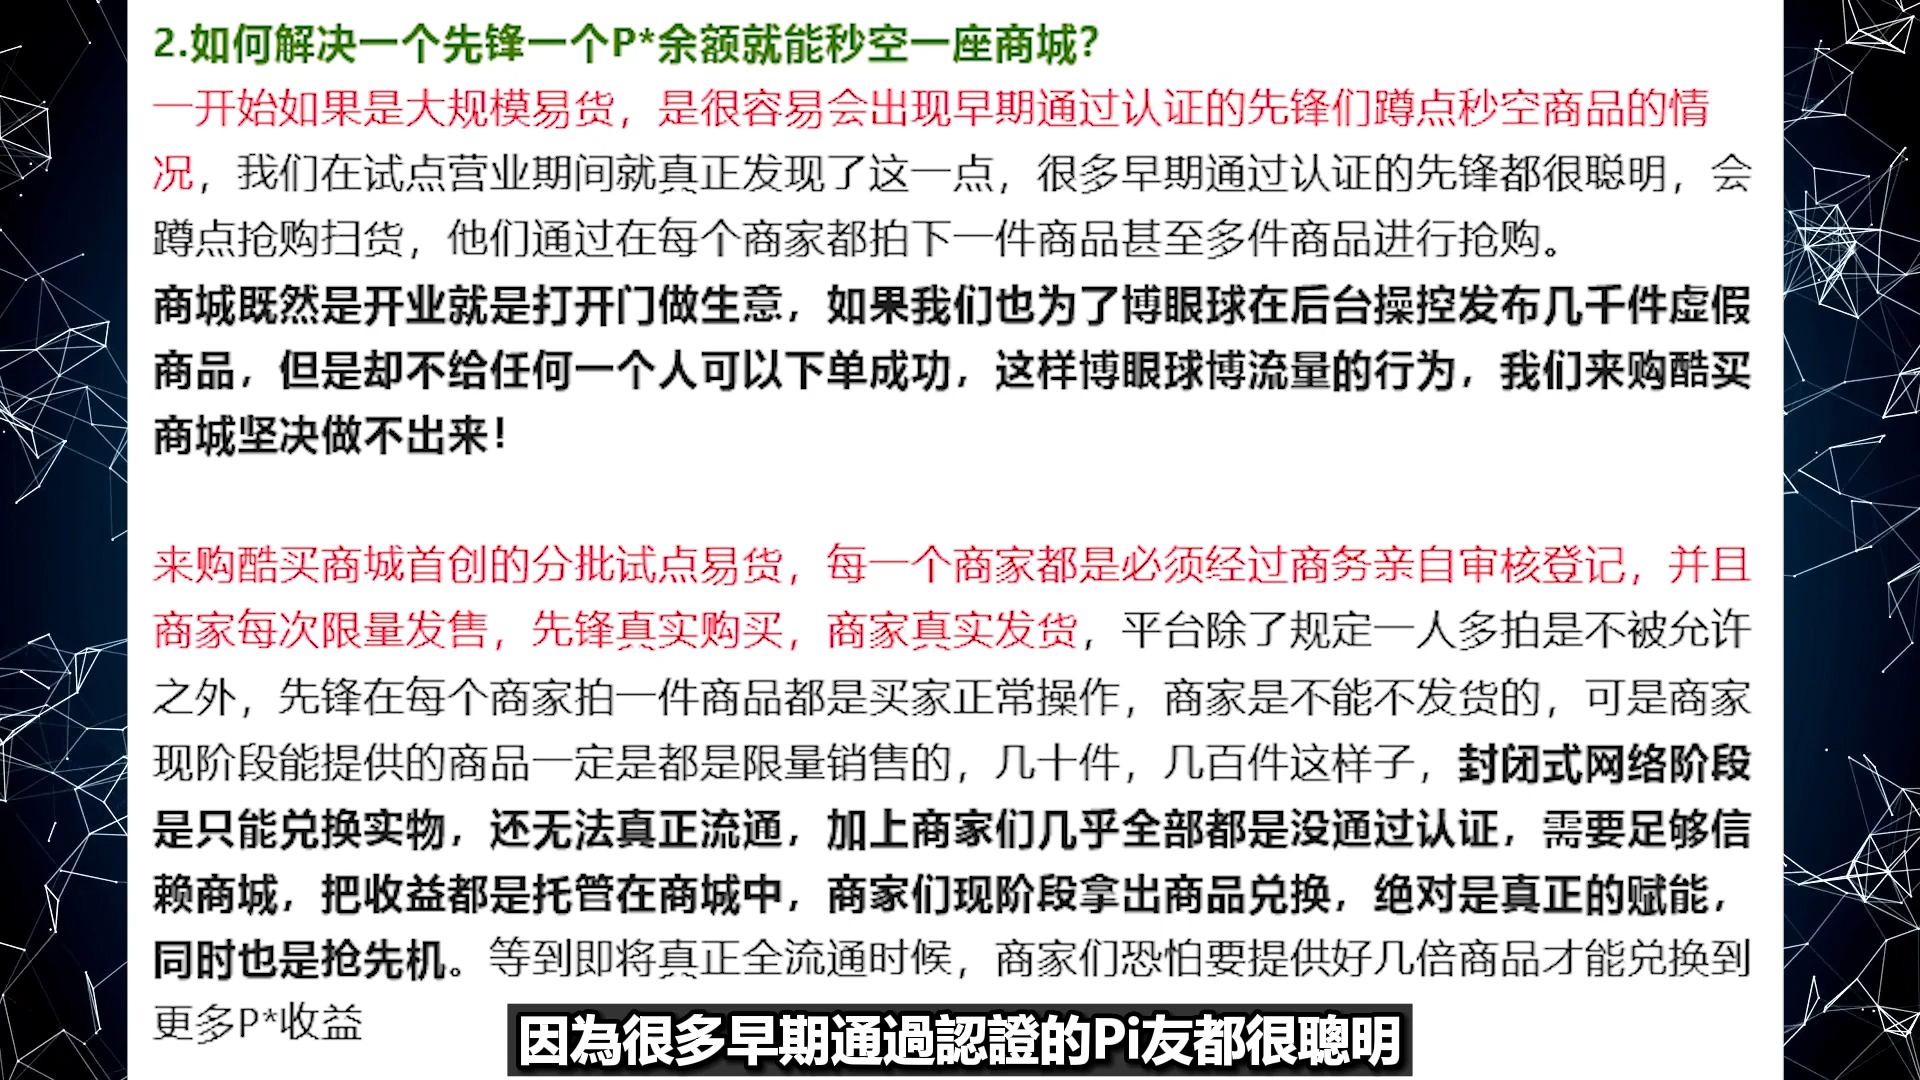 2.如何解决一个先锋一个P*余额就能秒空一座商城？
一开始如果是大规模易货，是很容易会出现早期通过认证的先锋们蹲点秒空商品的情
况，我们在试点营业期间就真正发现了这一点，很多早期通过认证的先锋都很聪明，会
蹲点抢购扫货，他们通过在每个商家都拍下一件商品甚至多件商品进行抢购。
商城既然是开业就是打开门做生意，如果我们也为了博眼球在后台操控发布几千件虚假
商品，但是却不给任何一个人可以下单成功，这样博眼球博流量的行为，我们来购酷买
商城坚决做不出来！
来购酷买商城首创的分批试点易货，每一个商家都是必须经过商务亲自审核登记，并且
商家每次限量发售，先锋真实购买，商家真实发货，平台除了规定一人多拍是不被允许
之外，先锋在每个商家拍一件商品都是买家正常操作，商家是不能不发货的，可是商家
现阶段能提供的商品一定是都是限量销售的，几十件，几百件这样子，封闭式网络阶段
是只能兑换实物，还无法真正流通，加上商家们几乎全部都是没通过认证，需要足够信
赖商城，把收益都是托管在商城中，商家们现阶段拿出商品兑换，绝对是真正的赋能，
同时也是抢先机。等到即将真正全流通时候，商家们恐怕要提供好几倍商品才能兑换到
更多P*收益
因為很多早期通過認證的Pi友都很聰明